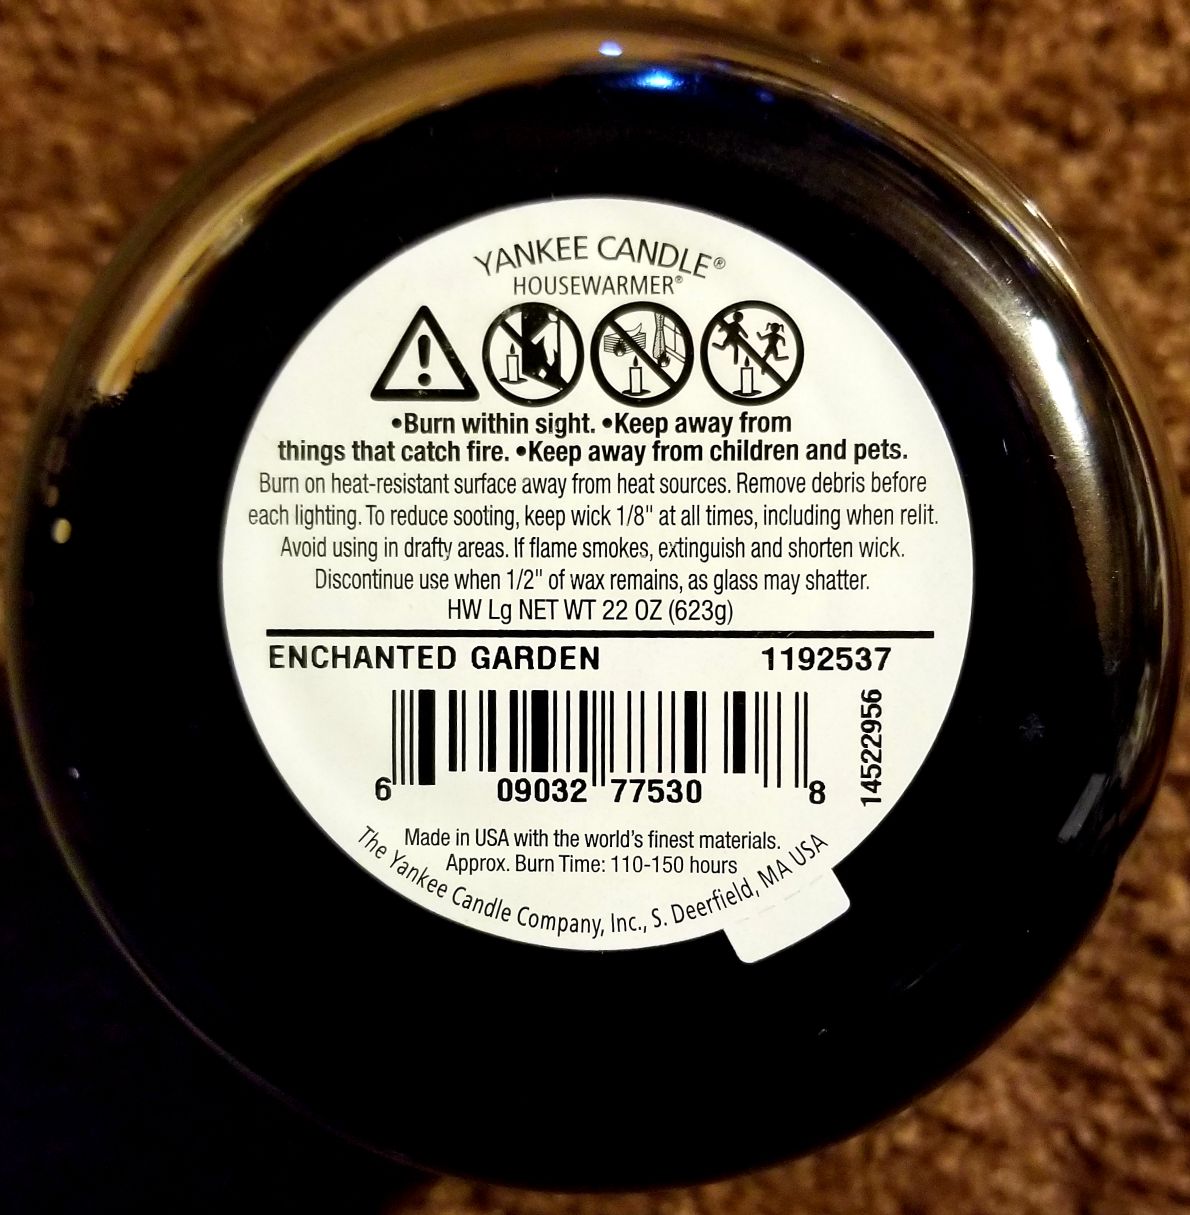 YANKEE CANDLE®
HOUSEWARMER®
•Burn within sight. •Keep away from
things that catch fire. •Keep away from children and pets.
Burn on heat-resistant surface away from heat sources. Remove debris before
each lighting. To reduce sooting, keep wick 1/8" at all times, including when relit.
Avoid using in drafty areas. If flame smokes, extinguish and shorten wick.
Discontinue use when 1/2" of wax remains, as glass may shatter.
HW Lg NET WT 22 OZ (623g)
ENCHANTED GARDEN 1192537
14522956
6 09032 77530 8
Made in USA with the world's finest materials.
Approx. Burn Time: 110-150 hours
The Yankee Candle Company, Inc., S. Deerfield, MA USA